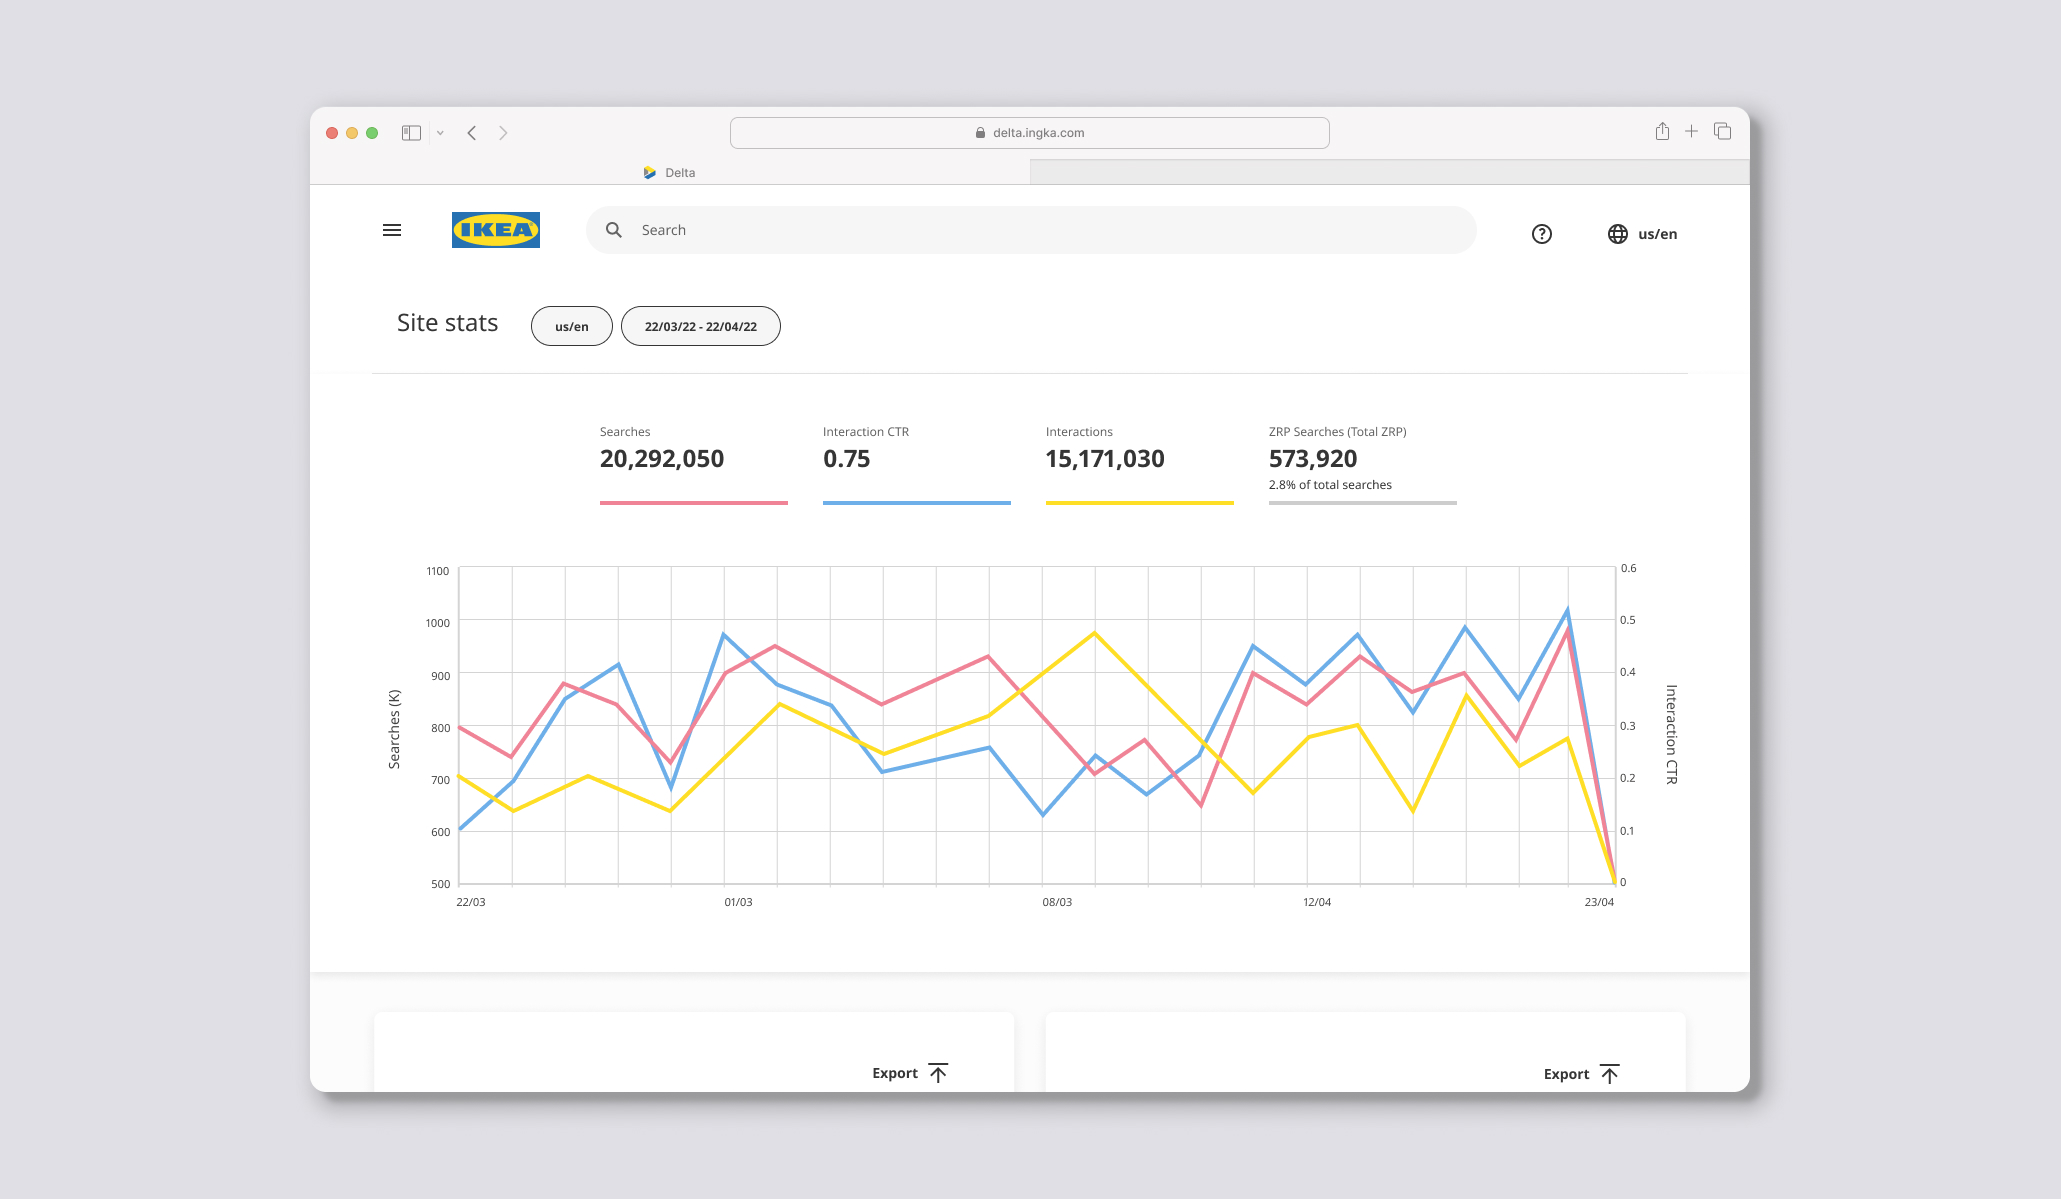 delta.ingka.com
Delta
IKEA
Search
us/en
Site stats
us/en
22/03/22 - 22/04/22
Searches
20,292,050
Interaction CTR
0.75
Interactions
15,171,030
ZRP Searches (Total ZRP)
573,920
2.8% of total searches
Searches (K)
1100
1000
900
800
700
600
500
0.6
0.5
0.4
0.3
0.2
0.1
0
Interaction CTR
22/03
01/03
08/03
12/04
23/04
Export
Export